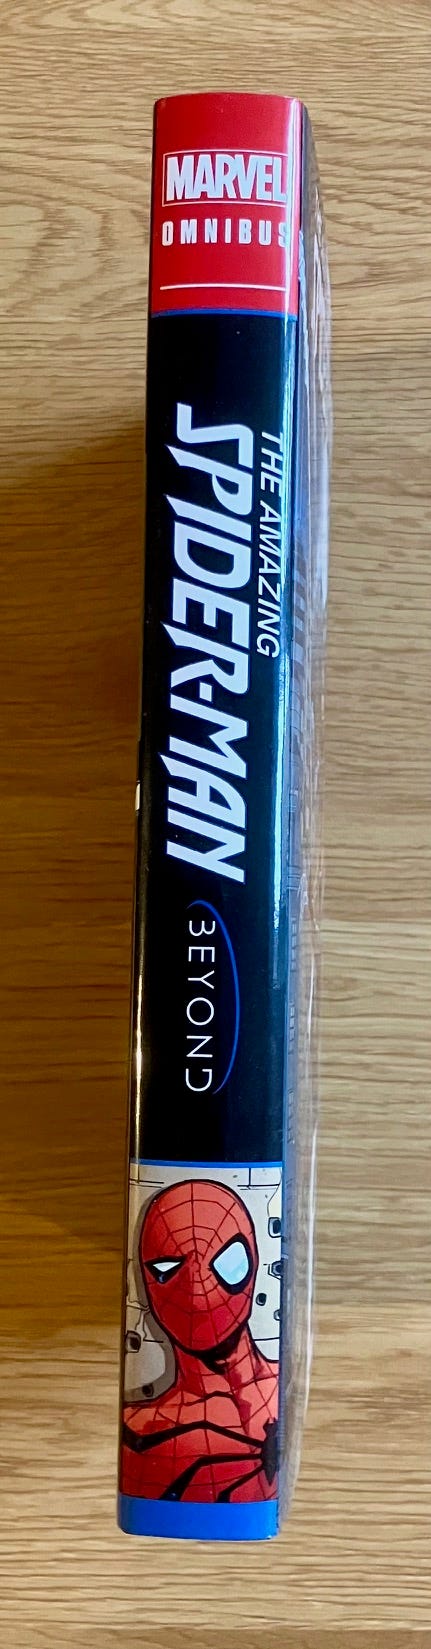 MARVEL
OMNIBUS
THE AMAZING
SPIDER-MAN
BEYOND